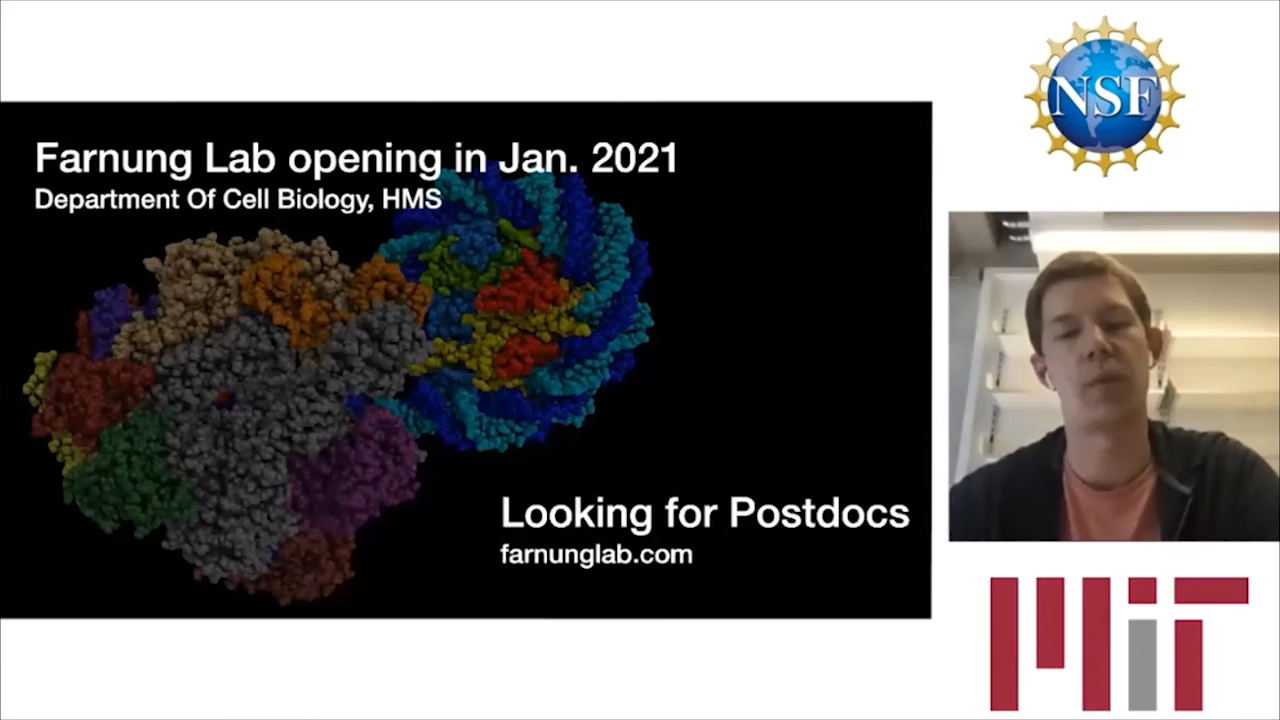 Farnung Lab opening in Jan. 2021
Department Of Cell Biology, HMS
Looking for Postdocs
farnunglab.com
NSF
MIT